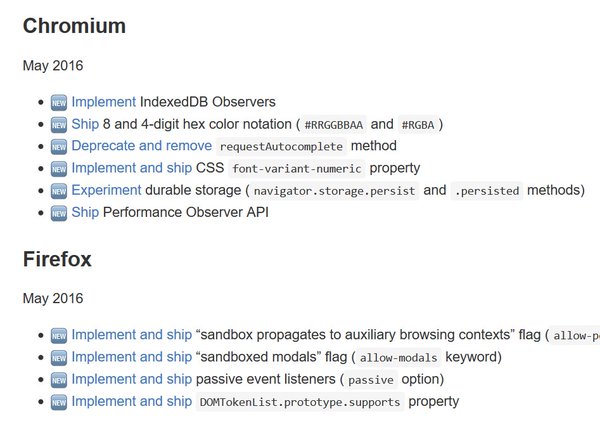 Chromium
May 2016
NEW Implement IndexedDB Observers
NEW Ship 8 and 4-digit hex color notation ( #RRGGBBAA and #RGBA )
NEW Deprecate and remove requestAutocomplete method
NEW Implement and ship CSS font-variant-numeric property
NEW Experiment durable storage ( navigator.storage.persist and .persisted methods)
NEW Ship Performance Observer API
Firefox
May 2016
NEW Implement and ship “sandbox propagates to auxiliary browsing contexts” flag ( allow-p
NEW Implement and ship “sandboxed modals” flag ( allow-modals keyword)
NEW Implement and ship passive event listeners ( passive option)
NEW Implement and ship DOMTokenList.prototype.supports property